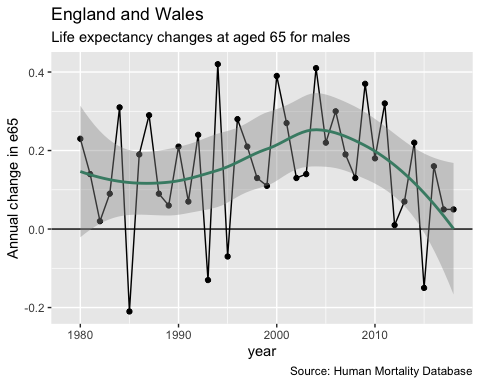 England and Wales
Life expectancy changes at aged 65 for males
Annual change in e65
0.4
0.2
0.0
-0.2
1980 1990 2000 2010
year
Source: Human Mortality Database